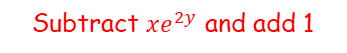 Subtract $xe^{2y}$ and add 1